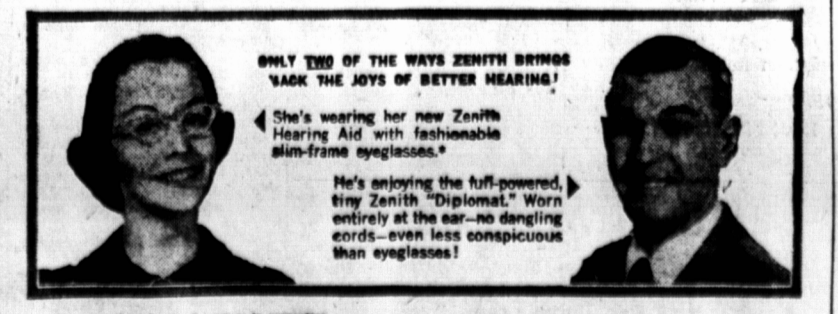 ONLY TWO OF THE WAYS ZENITH BRINGS
BACK THE JOYS OF BETTER HEARING!
She's wearing her new Zenith
Hearing Aid with fashionable
slim-frame eyeglasses.*
He's enjoying the full-powered,
tiny Zenith "Diplomat." Worn
entirely at the ear—no dangling
cords—even less conspicuous
than eyeglasses!